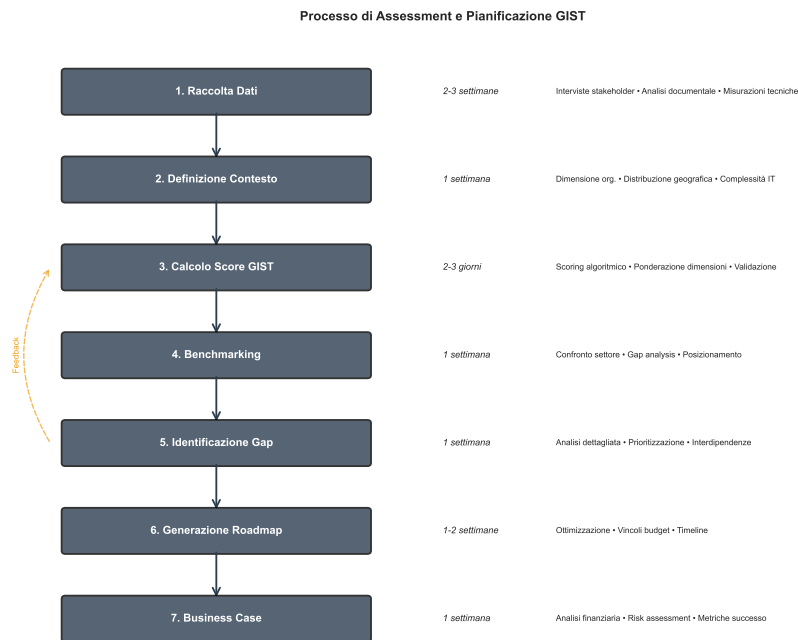 Processo di Assessment e Pianificazione GIST
1. Raccolta Dati
2-3 settimane
Interviste stakeholder • Analisi documentale • Misurazioni tecniche
2. Definizione Contesto
1 settimana
Dimensione org. • Distribuzione geografica • Complessità IT
3. Calcolo Score GIST
2-3 giorni
Scoring algoritmico • Ponderazione dimensioni • Validazione
Feedback
4. Benchmarking
1 settimana
Confronto settore • Gap analysis • Posizionamento
5. Identificazione Gap
1 settimana
Analisi dettagliata • Prioritizzazione • Interdipendenze
6. Generazione Roadmap
1-2 settimane
Ottimizzazione • Vincoli budget • Timeline
7. Business Case
1 settimana
Analisi finanziaria • Risk assessment • Metriche successo